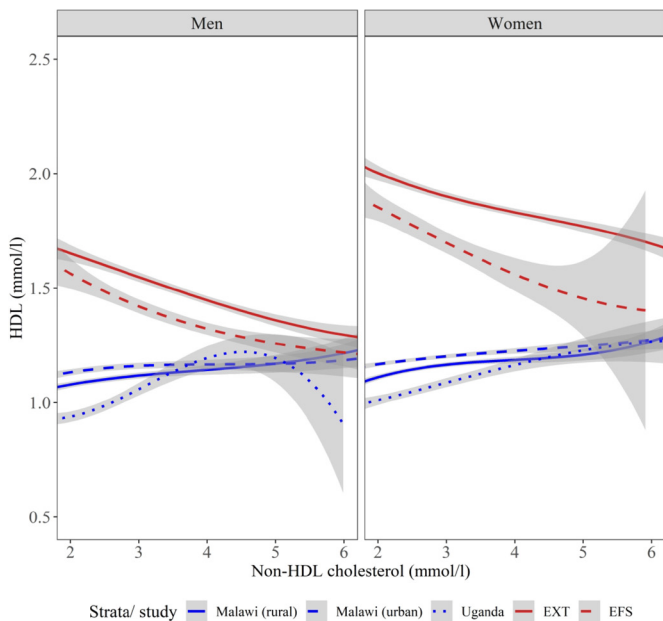 Men Women
2.5
2.0
1.5
1.0
0.5
2 3 4 5 6 2 3 4 5 6
HDL (mmol/l)
Non-HDL cholesterol (mmol/l)
Strata/ study Malawi (rural) Malawi (urban) Uganda EXT EFS